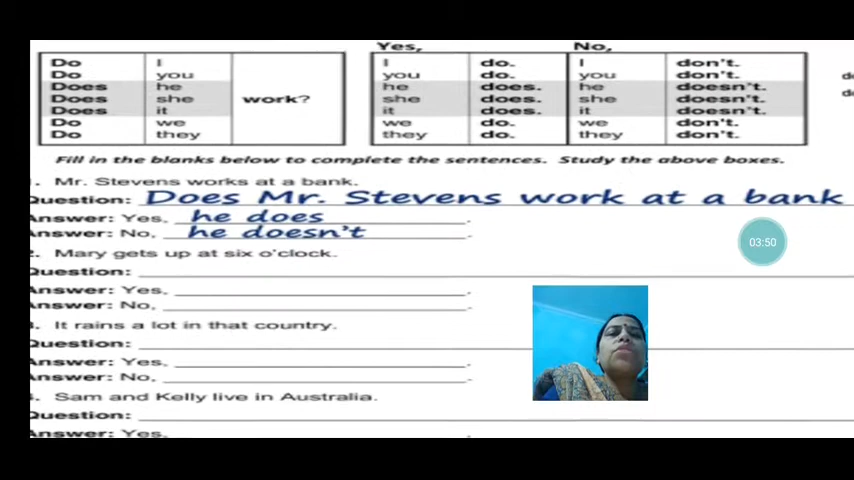 Yes, No,
Do I I do. I don't.
Do you you do. you don't.
Does he he does. he doesn't.
Does she work? she does. she doesn't.
Does it it does. it doesn't.
Do we we do. we don't.
Do they they do. they don't.
Fill in the blanks below to complete the sentences. Study the above boxes.
. Mr. Stevens works at a bank.
Question: Does Mr. Stevens work at a bank
Answer: Yes, he does.
Answer: No, he doesn't.
03:50
. Mary gets up at six o'clock.
Question:
Answer: Yes, .
Answer: No, .
. It rains a lot in that country.
Question:
Answer: Yes, .
Answer: No, .
. Sam and Kelly live in Australia.
Question:
Answer: Yes, .